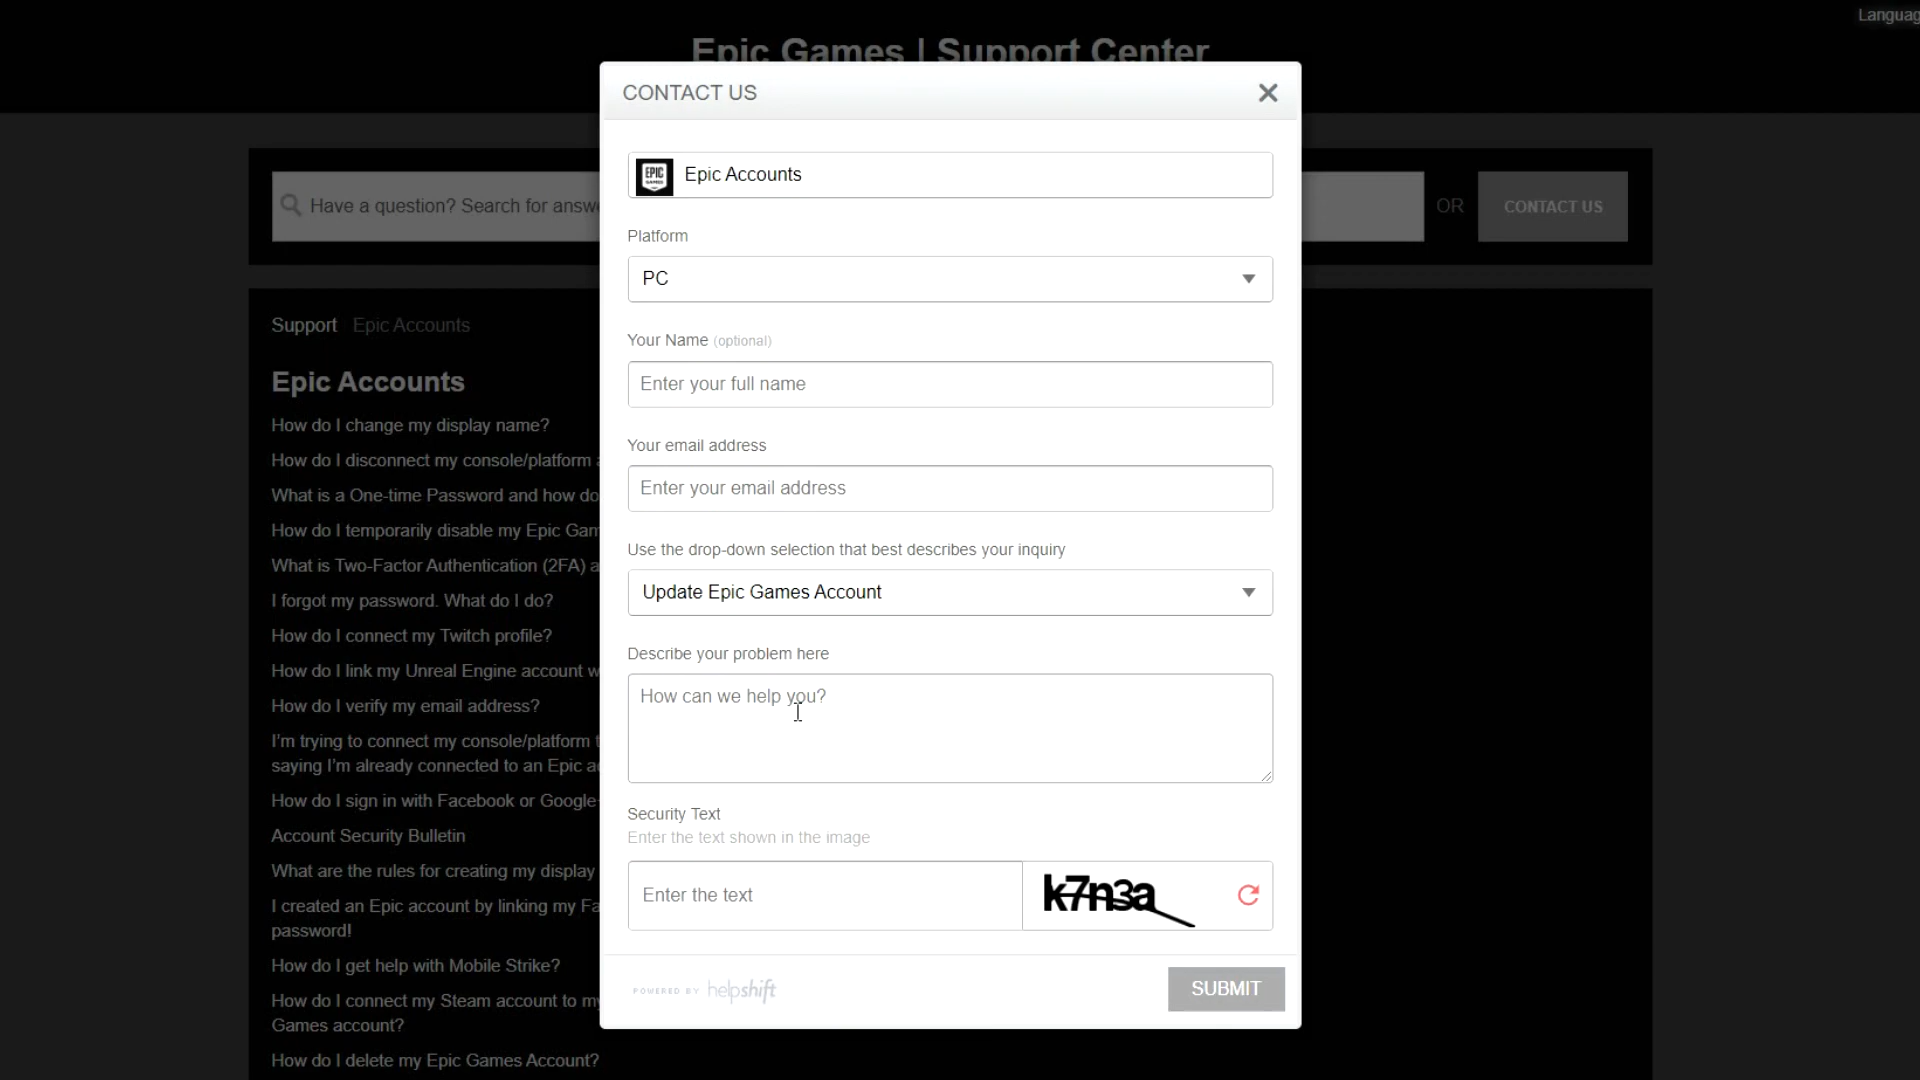 Languag
Epic Games | Support Center
CONTACT US
Have a question? Search for answe
OR
CONTACT US
EPIC
GAMES
Epic Accounts
Platform
PC
Your Name (optional)
Enter your full name
Your email address
Enter your email address
Use the drop-down selection that best describes your inquiry
Update Epic Games Account
Describe your problem here
How can we help you?
Security Text
Enter the text shown in the image
Enter the text
k7n3a
POWERED BY helpshift
SUBMIT
Support Epic Accounts
Epic Accounts
How do I change my display name?
How do I disconnect my console/platform a
What is a One-time Password and how do
How do I temporarily disable my Epic Gam
What is Two-Factor Authentication (2FA) a
I forgot my password. What do I do?
How do I connect my Twitch profile?
How do I link my Unreal Engine account w
How do I verify my email address?
I'm trying to connect my console/platform t
saying I'm already connected to an Epic ac
How do I sign in with Facebook or Google
Account Security Bulletin
What are the rules for creating my display
I created an Epic account by linking my Fa
password!
How do I get help with Mobile Strike?
How do I connect my Steam account to my
Games account?
How do I delete my Epic Games Account?